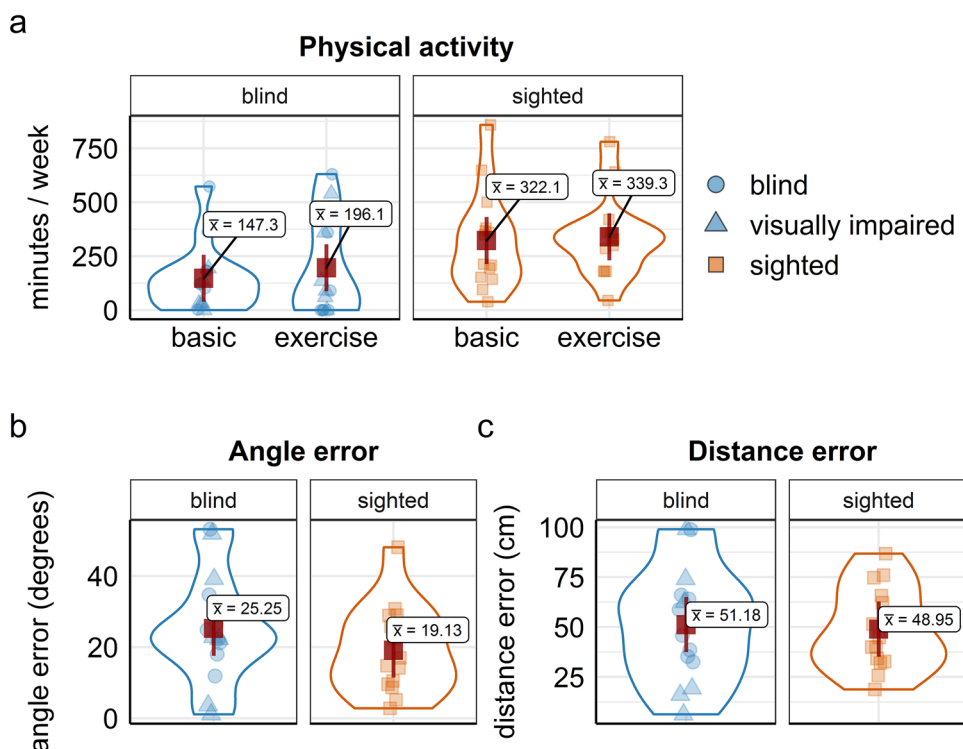 a
Physical activity
blind
sighted
minutes / week
750
500
250
0
x̅ = 147.3
x̅ = 196.1
x̅ = 322.1
x̅ = 339.3
basic
exercise
basic
exercise
blind
visually impaired
sighted
b
Angle error
blind
sighted
angle error (degrees)
40
20
0
x̅ = 25.25
x̅ = 19.13
c
Distance error
blind
sighted
distance error (cm)
100
75
50
25
x̅ = 51.18
x̅ = 48.95